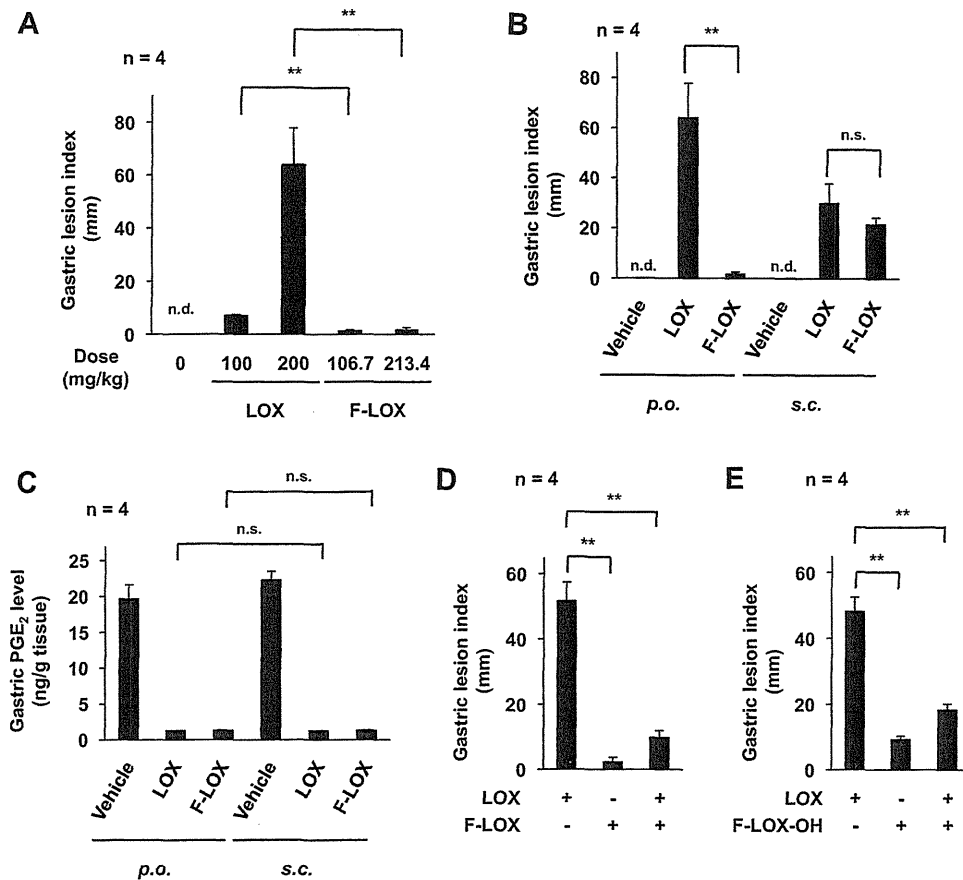 A
n = 4
**
**
Gastric lesion index
(mm)
80
60
40
20
0
n.d.
Dose
(mg/kg)
0 100 200 106.7 213.4
LOX F-LOX
B
n = 4
**
n.s.
Gastric lesion index
(mm)
80
60
40
20
0
n.d.
n.d.
Vehicle LOX F-LOX Vehicle LOX F-LOX
p.o. s.c.
C
n = 4
n.s.
n.s.
Gastric PGE2 level
(ng/g tissue)
25
20
15
10
5
0
Vehicle LOX F-LOX Vehicle LOX F-LOX
p.o. s.c.
D
n = 4
**
**
Gastric lesion index
(mm)
60
40
20
0
LOX + - +
F-LOX - + +
E
n = 4
**
**
Gastric lesion index
(mm)
60
40
20
0
LOX + - +
F-LOX-OH - + +